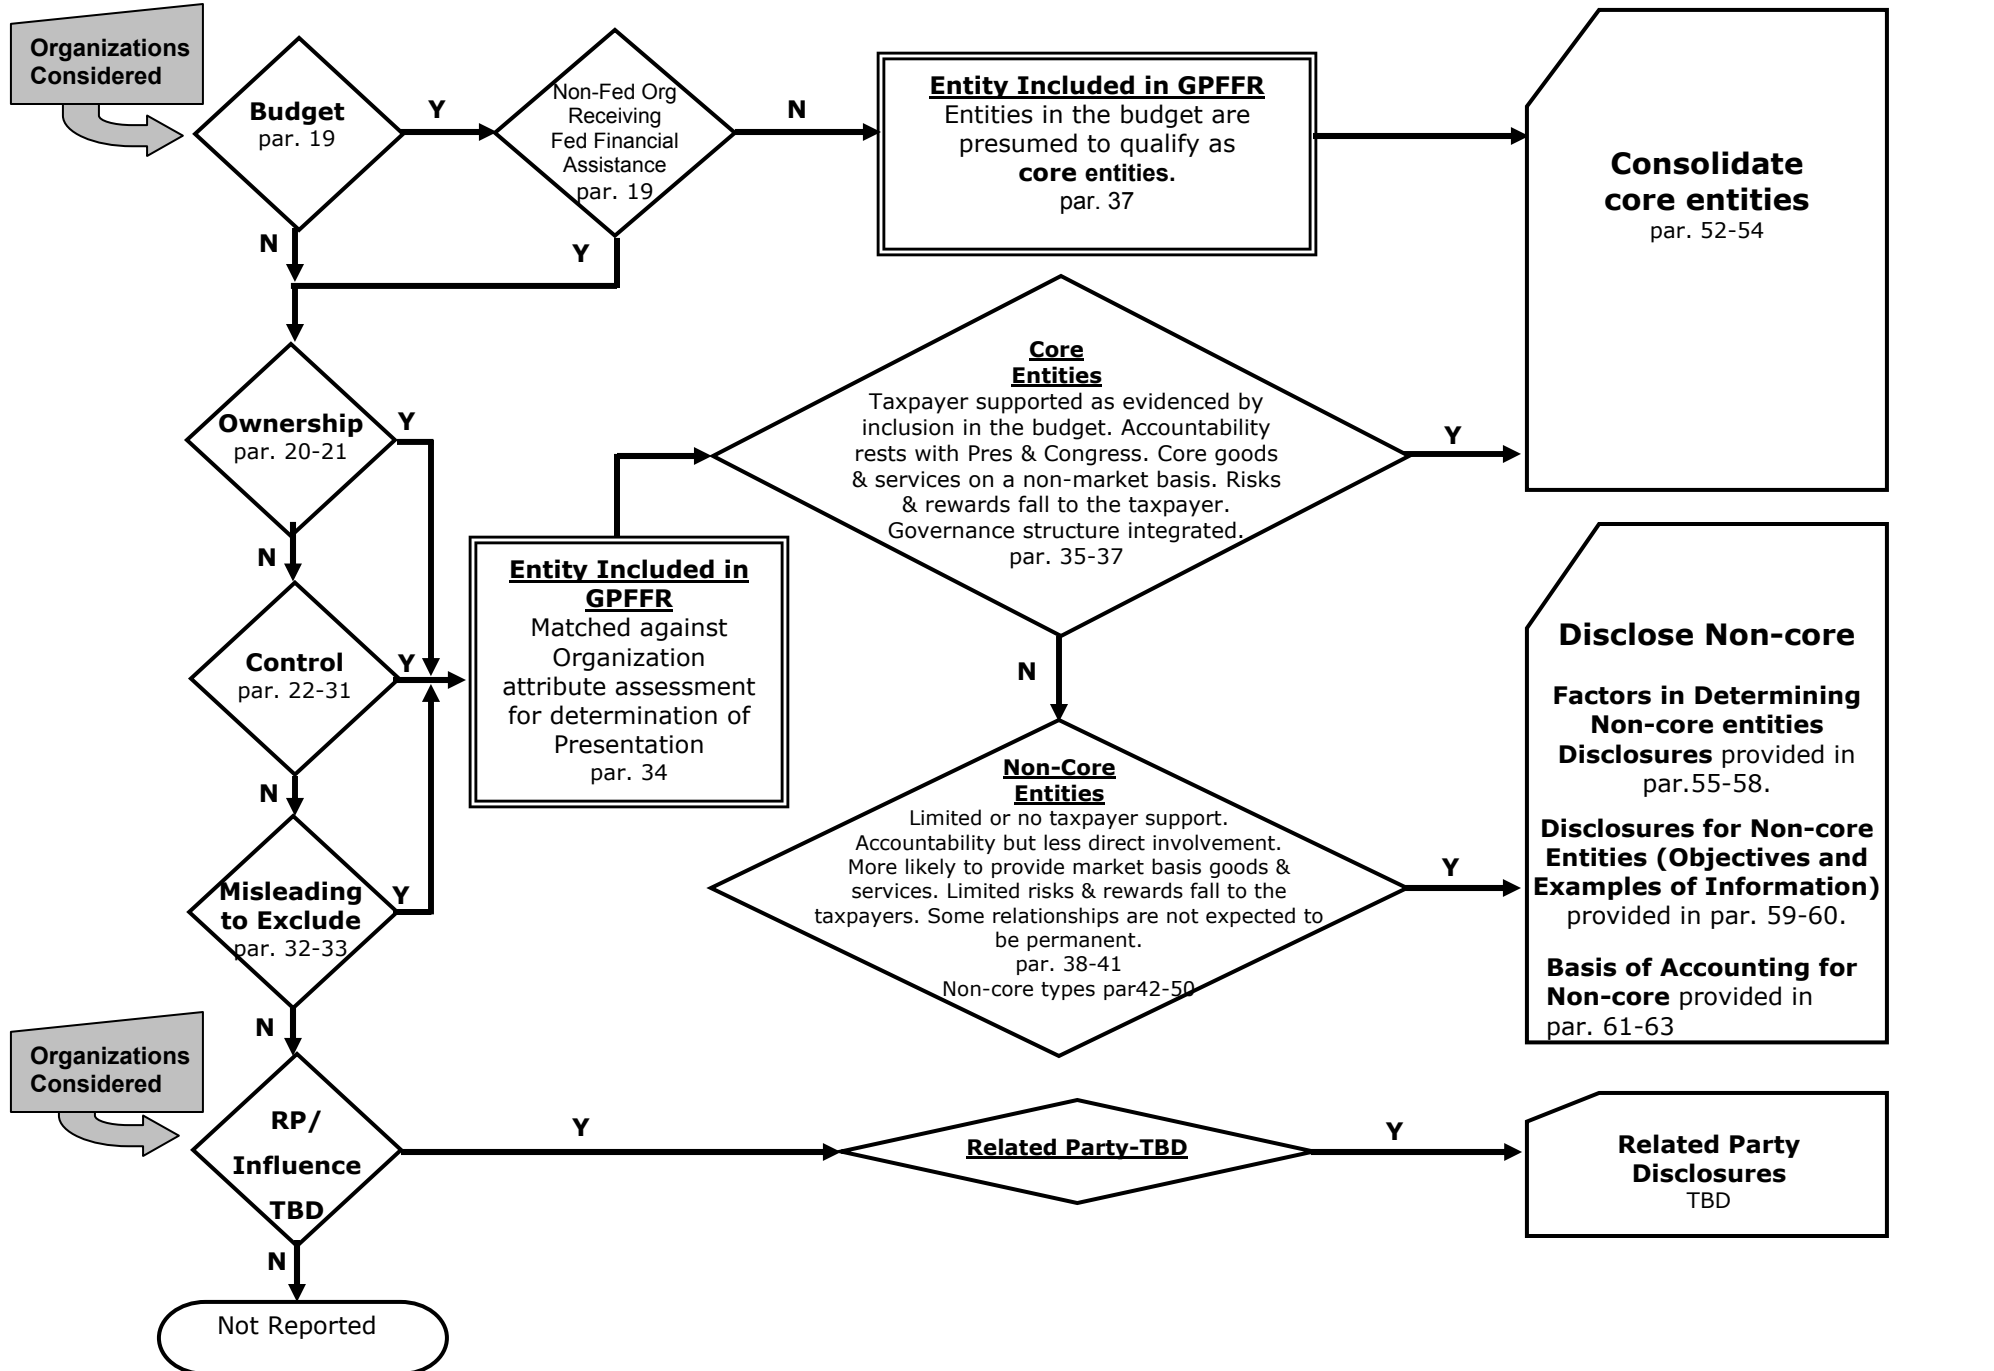 Organizations
Considered
Budget
par. 19
Y
N
Non-Fed Org
Receiving
Fed Financial
Assistance
par. 19
N
Y
Entity Included in GPFFR
Entities in the budget are
presumed to qualify as
core entities.
par. 37
Consolidate
core entities
par. 52-54
Ownership
par. 20-21
Y
N
Control
par. 22-31
Y
N
Misleading
to Exclude
par. 32-33
Y
N
Entity Included in
GPFFR
Matched against
Organization
attribute assessment
for determination of
Presentation
par. 34
Core
Entities
Taxpayer supported as evidenced by
inclusion in the budget. Accountability
rests with Pres & Congress. Core goods
& services on a non-market basis. Risks
& rewards fall to the taxpayer.
Governance structure integrated.
par. 35-37
Y
N
Non-Core
Entities
Limited or no taxpayer support.
Accountability but less direct involvement.
More likely to provide market basis goods &
services. Limited risks & rewards fall to the
taxpayers. Some relationships are not expected to
be permanent.
par. 38-41
Non-core types par42-50
Y
Disclose Non-core
Factors in Determining
Non-core entities
Disclosures provided in
par.55-58.
Disclosures for Non-core
Entities (Objectives and
Examples of Information)
provided in par. 59-60.
Basis of Accounting for
Non-core provided in
par. 61-63
Organizations
Considered
RP/
Influence
TBD
Y
N
Related Party-TBD
Y
Related Party
Disclosures
TBD
Not Reported